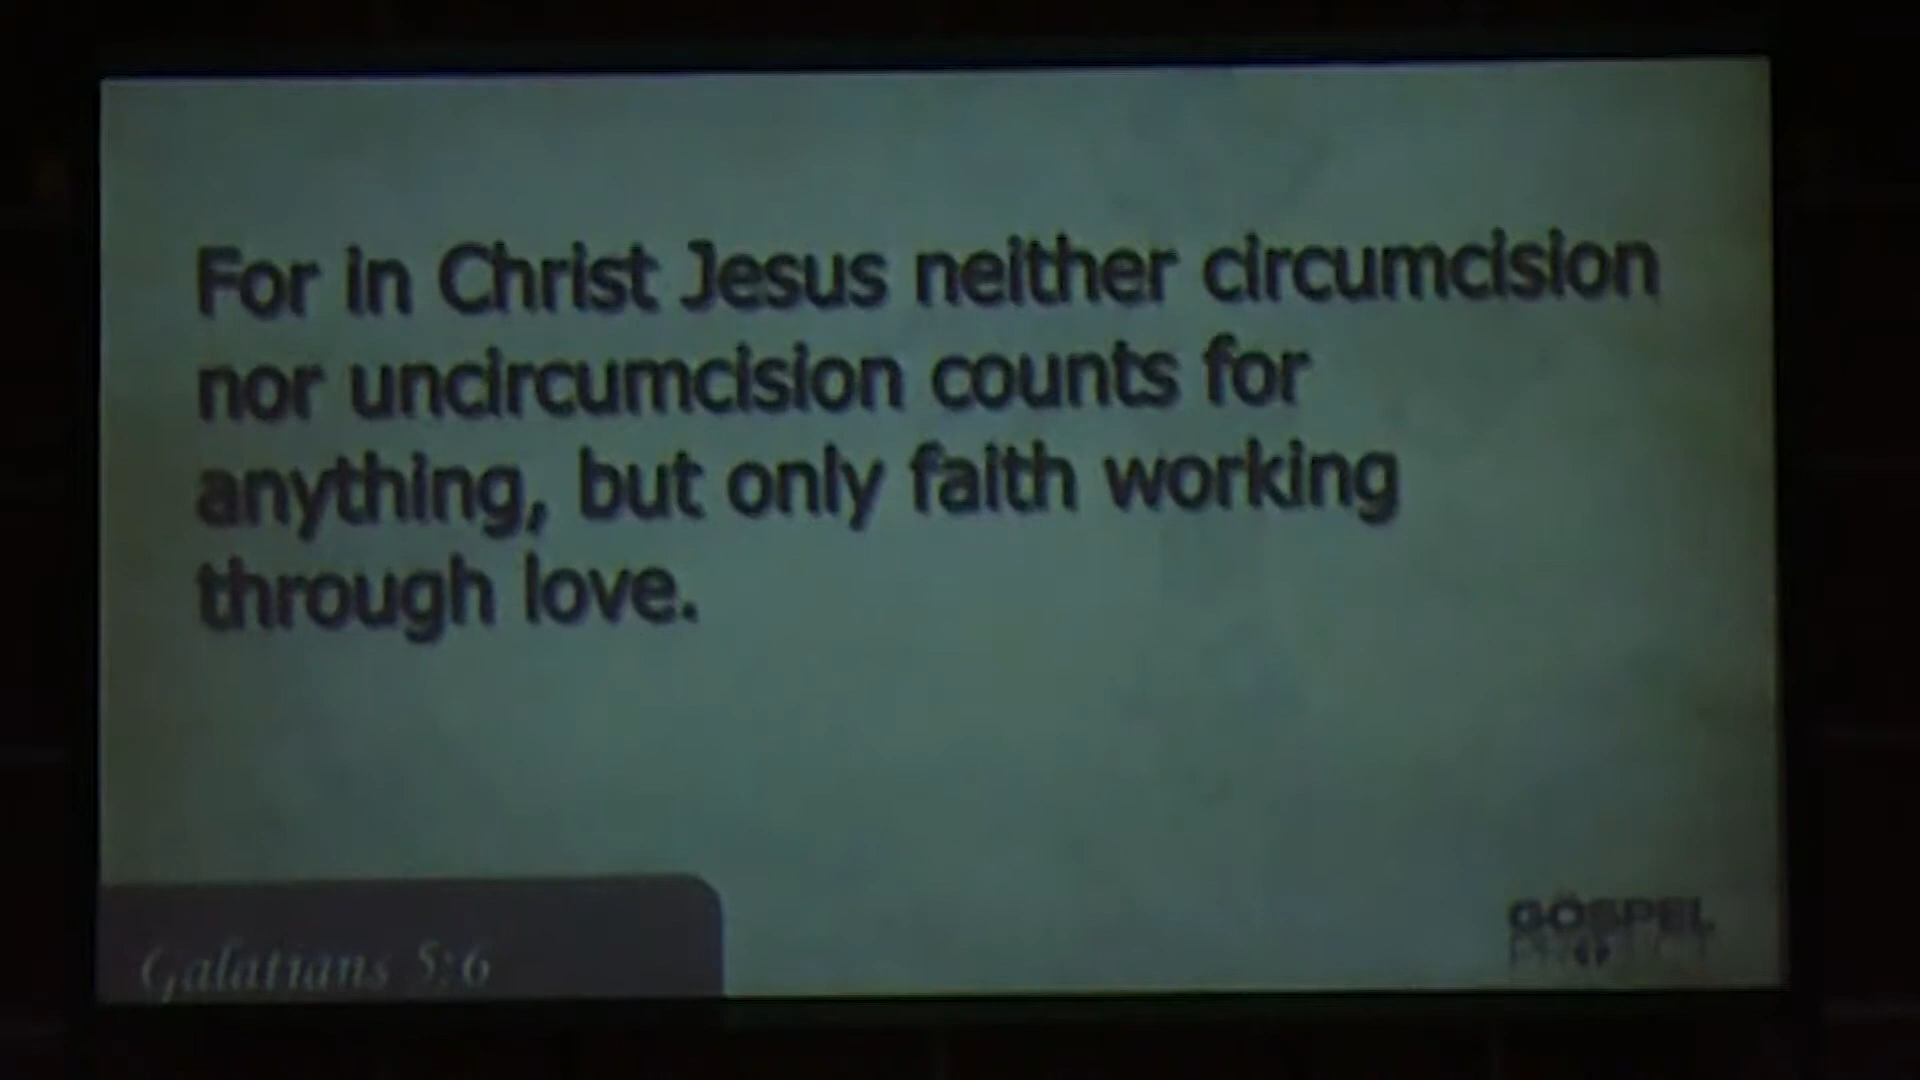 For in Christ Jesus neither circumcision
nor uncircumcision counts for
anything, but only faith working
through love.
Galatians 5:6
GOSPEL